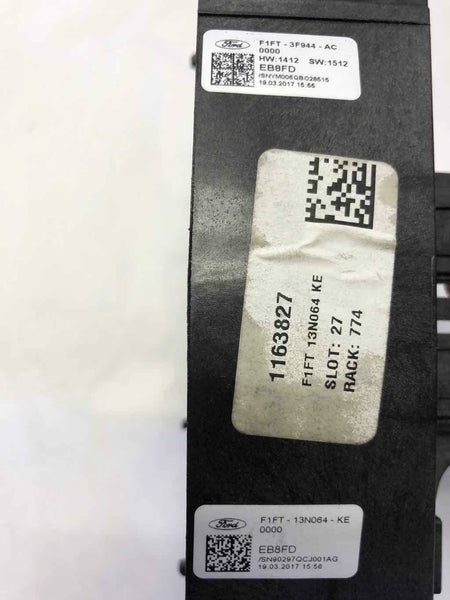 Ford
F1FT - 3F944 - AC
0000
HW:1412 SW:1512
EB8FD
/SNYM006QBO28615
19.03.2017 15:55
1163827
F1FT 13N064 KE
SLOT: 27
RACK: 774
Ford
F1FT - 13N064 - KE
0000
EB8FD
/SN90297QCJ001AG
19.03.2017 15:56